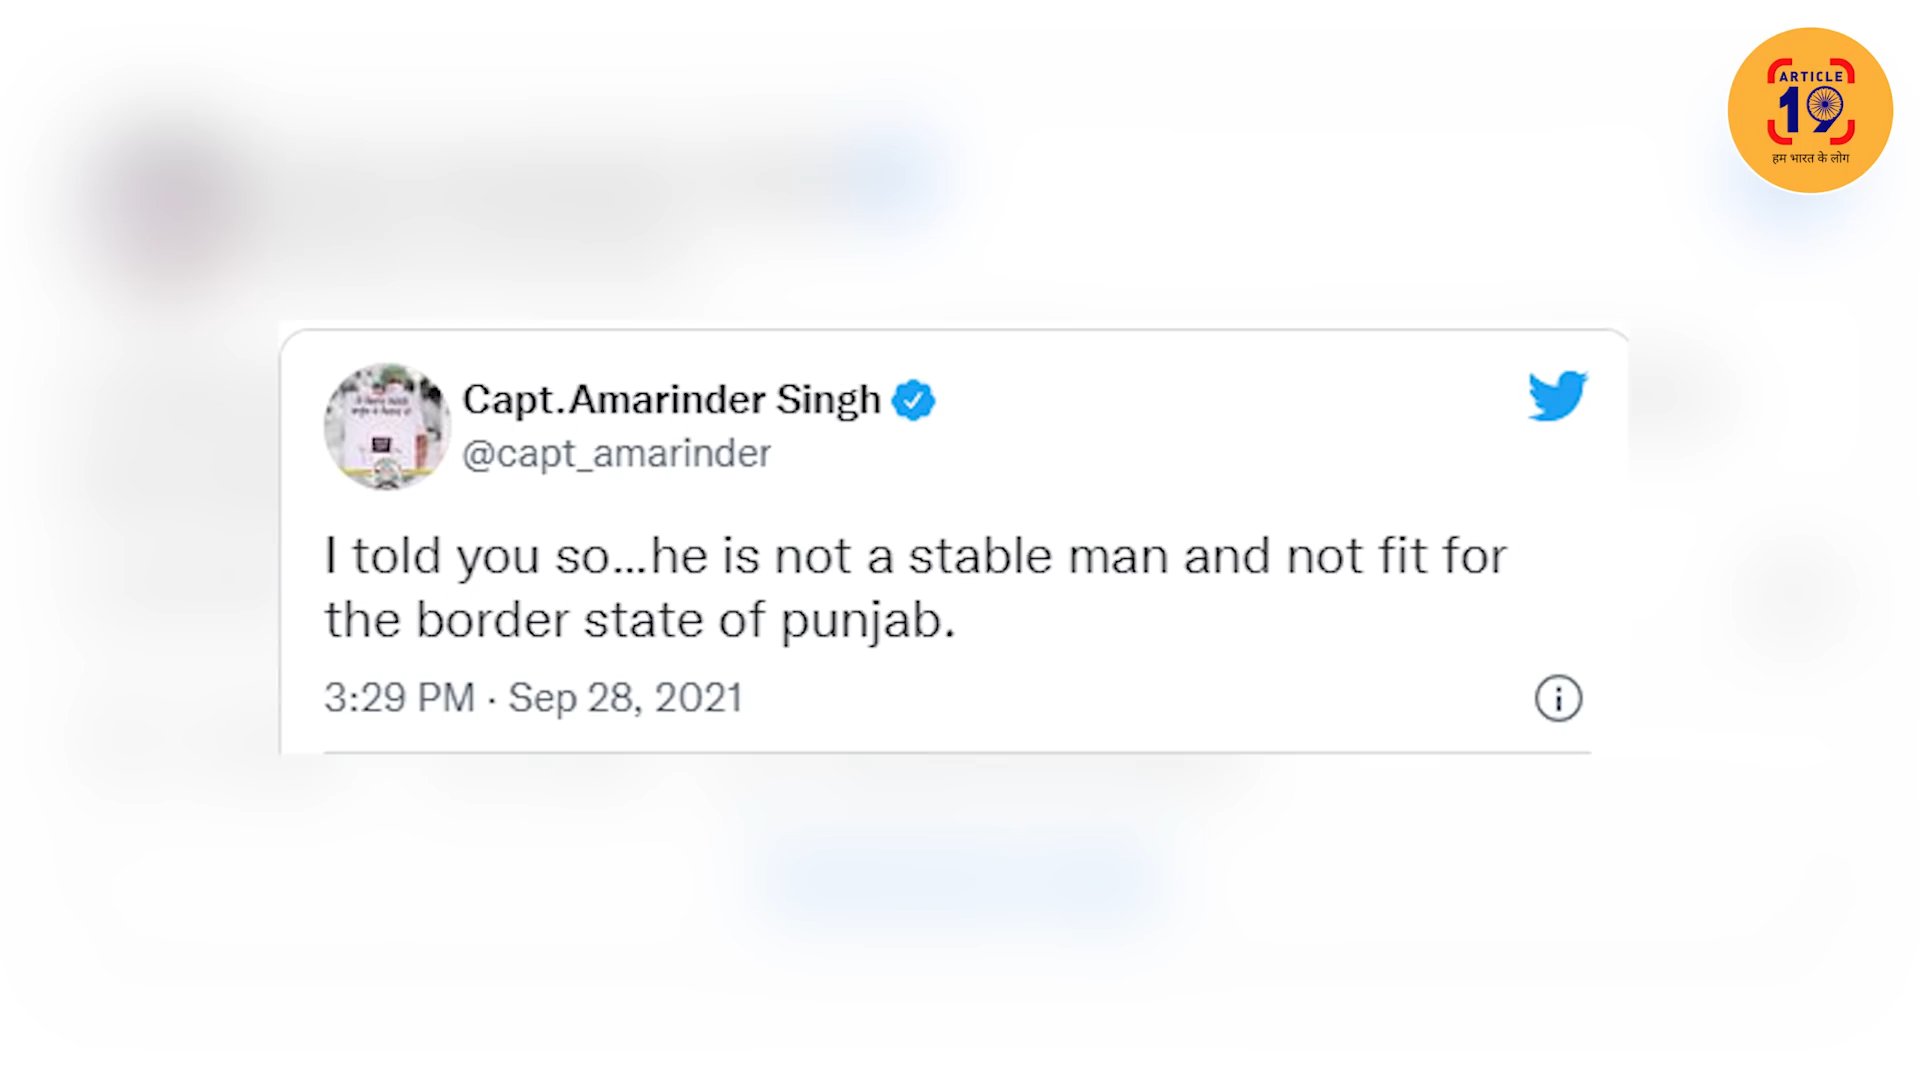 ARTICLE
19
हम भारत के लोग
Capt.Amarinder Singh
@capt_amarinder
I told you so...he is not a stable man and not fit for
the border state of punjab.
3:29 PM · Sep 28, 2021